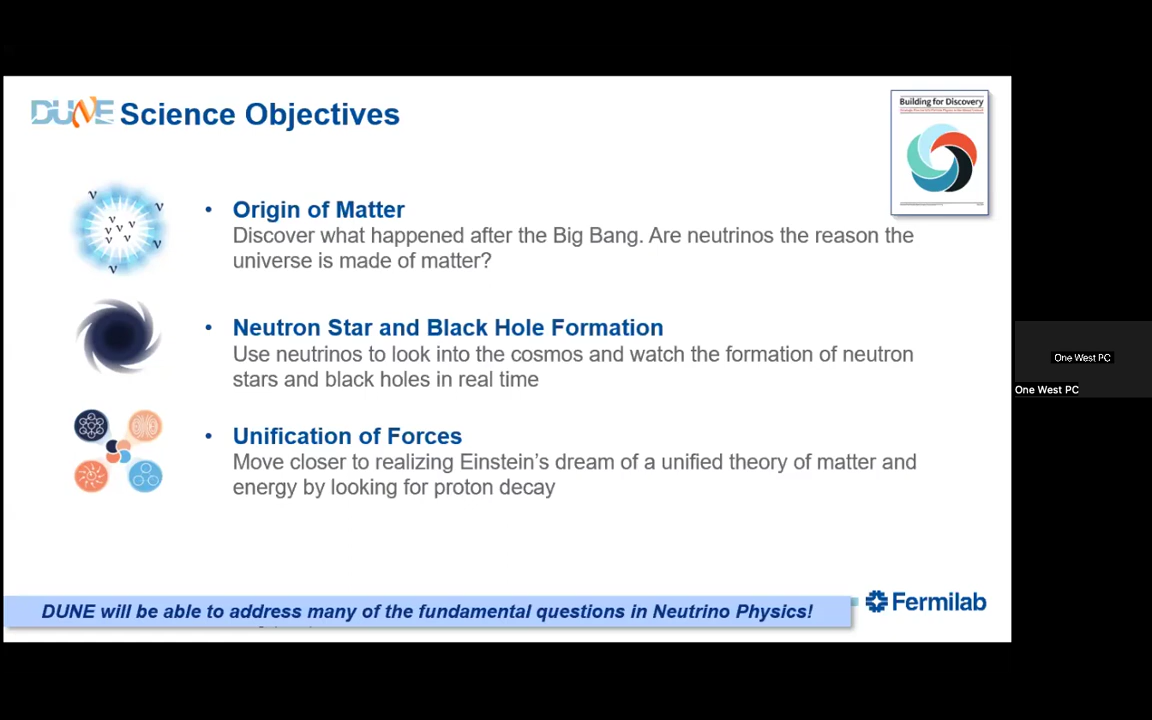 DUNE Science Objectives
Building for Discovery
ν
ν
ν
ν
ν ν
ν
ν ν
ν
ν
• Origin of Matter
Discover what happened after the Big Bang. Are neutrinos the reason the
universe is made of matter?
• Neutron Star and Black Hole Formation
Use neutrinos to look into the cosmos and watch the formation of neutron
stars and black holes in real time
• Unification of Forces
Move closer to realizing Einstein’s dream of a unified theory of matter and
energy by looking for proton decay
One West PC
One West PC
DUNE will be able to address many of the fundamental questions in Neutrino Physics!
Fermilab